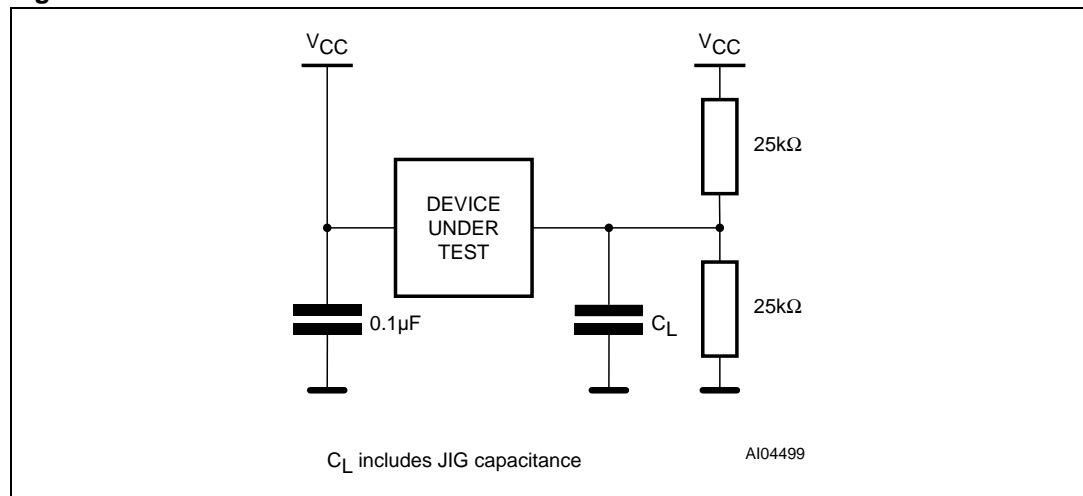 VCC
VCC
25kΩ
DEVICE
UNDER
TEST
0.1µF
CL
25kΩ
CL includes JIG capacitance
AI04499